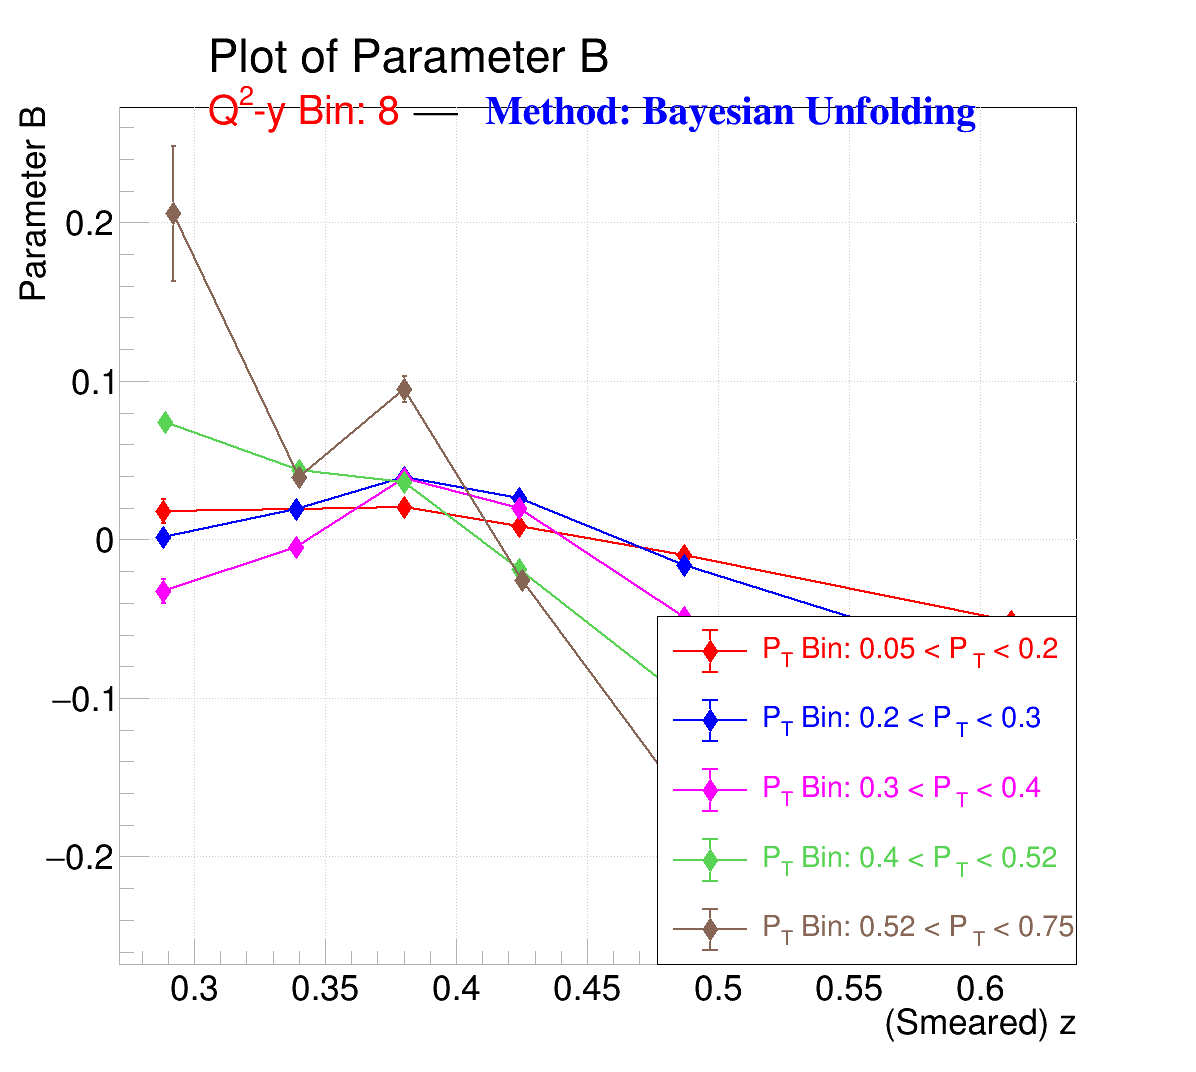 Plot of Parameter B
Q2-y Bin: 8 — Method: Bayesian Unfolding
Parameter B
0.2
0.1
0
−0.1
−0.2
PT Bin: 0.05 < PT < 0.2
PT Bin: 0.2 < PT < 0.3
PT Bin: 0.3 < PT < 0.4
PT Bin: 0.4 < PT < 0.52
PT Bin: 0.52 < PT < 0.75
0.3 0.35 0.4 0.45 0.5 0.55 0.6
(Smeared) z